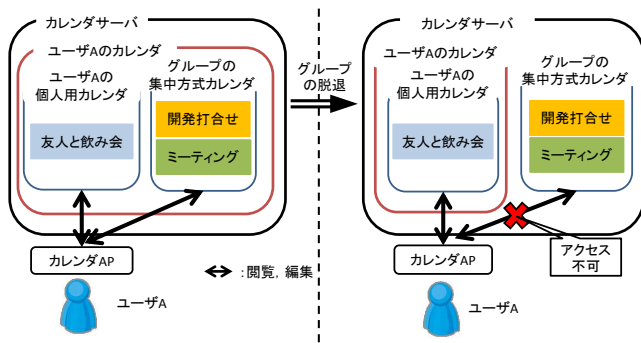 カレンダサーバ
ユーザAのカレンダ
ユーザAの
個人用カレンダ
グループの
集中方式カレンダ
友人と飲み会
開発打合せ
ミーティング
カレンダAP
ユーザA
:閲覧，編集
グループ
の脱退
カレンダサーバ
ユーザAのカレンダ
ユーザAの
個人用カレンダ
グループの
集中方式カレンダ
友人と飲み会
開発打合せ
ミーティング
アクセス
不可
カレンダAP
ユーザA